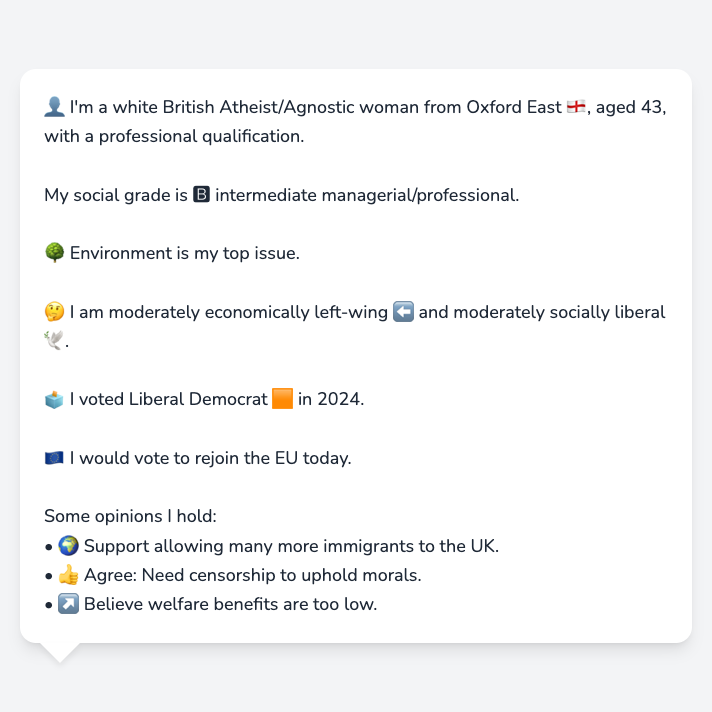 👤 I'm a white British Atheist/Agnostic woman from Oxford East 🏴󠁧󠁢󠁥󠁮󠁧󠁿, aged 43,
with a professional qualification.
My social grade is 🅱 intermediate managerial/professional.
🌳 Environment is my top issue.
🤔 I am moderately economically left-wing ⬅️ and moderately socially liberal
🕊️.
🗳️ I voted Liberal Democrat 🟧 in 2024.
🇪🇺 I would vote to rejoin the EU today.
Some opinions I hold:
• 🌍 Support allowing many more immigrants to the UK.
• 👍 Agree: Need censorship to uphold morals.
• ↗️ Believe welfare benefits are too low.